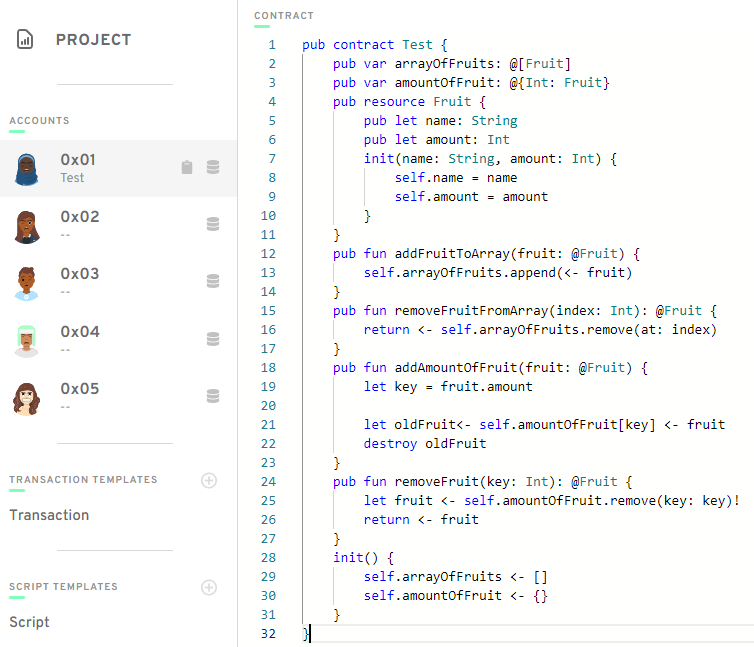 PROJECT
ACCOUNTS
0x01
Test
0x02
--
0x03
--
0x04
--
0x05
--
TRANSACTION TEMPLATES
Transaction
SCRIPT TEMPLATES
Script
CONTRACT
1 pub contract Test {
2 pub var arrayOfFruits: @[Fruit]
3 pub var amountOfFruit: @{Int: Fruit}
4 pub resource Fruit {
5 pub let name: String
6 pub let amount: Int
7 init(name: String, amount: Int) {
8 self.name = name
9 self.amount = amount
10 }
11 }
12 pub fun addFruitToArray(fruit: @Fruit) {
13 self.arrayOfFruits.append(<- fruit)
14 }
15 pub fun removeFruitFromArray(index: Int): @Fruit {
16 return <- self.arrayOfFruits.remove(at: index)
17 }
18 pub fun addAmountOfFruit(fruit: @Fruit) {
19 let key = fruit.amount
20
21 let oldFruit<- self.amountOfFruit[key] <- fruit
22 destroy oldFruit
23 }
24 pub fun removeFruit(key: Int): @Fruit {
25 let fruit <- self.amountOfFruit.remove(key: key)!
26 return <- fruit
27 }
28 init() {
29 self.arrayOfFruits <- []
30 self.amountOfFruit <- {}
31 }
32 }